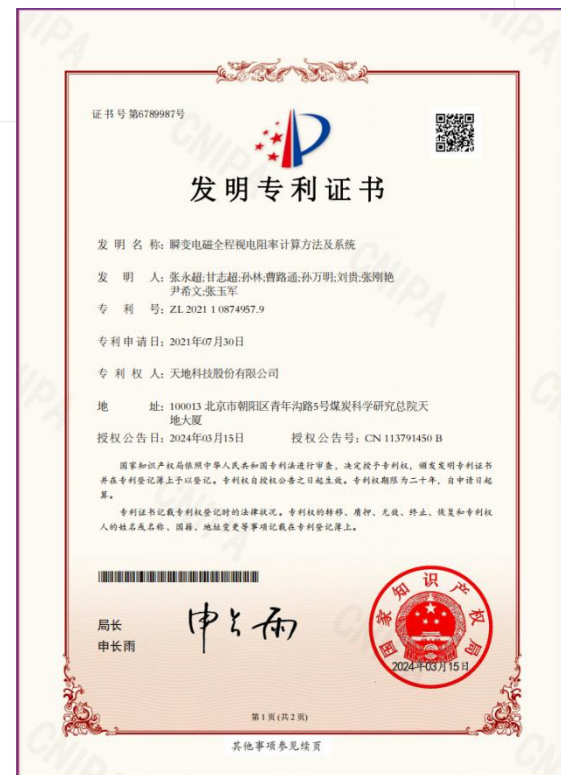 证书号第6789987号
发明专利证书
发 明 名 称：瞬变电磁全程视电阻率计算方法及系统
发 明 人：张永超;甘志超;孙林;曹路通;孙万明;刘贵;张刚艳
尹希文;张玉军
专 利 号：ZL 2021 1 0874957.9
专利申请日：2021年07月30日
专 利 权 人：天地科技股份有限公司
地 址：100013 北京市朝阳区青年沟路5号煤炭科学研究总院天
地大厦
授权公告日：2024年03月15日 授权公告号：CN 113791450 B
国家知识产权局依照中华人民共和国专利法进行审查，决定授予专利权，颁发发明专利证书
并在专利登记簿上予以登记。专利权自授权公告之日起生效。专利权期限为二十年，自申请日起
算。
专利证书记载专利权登记时的法律状况。专利权的转移、质押、无效、终止、恢复和专利权
人的姓名或名称、国籍、地址变更等事项记载在专利登记簿上。
局长
申长雨
申长雨
国家知识产权局
2024年03月15日
第 1 页 (共 2 页)
其他事项参见续页
CNIPA